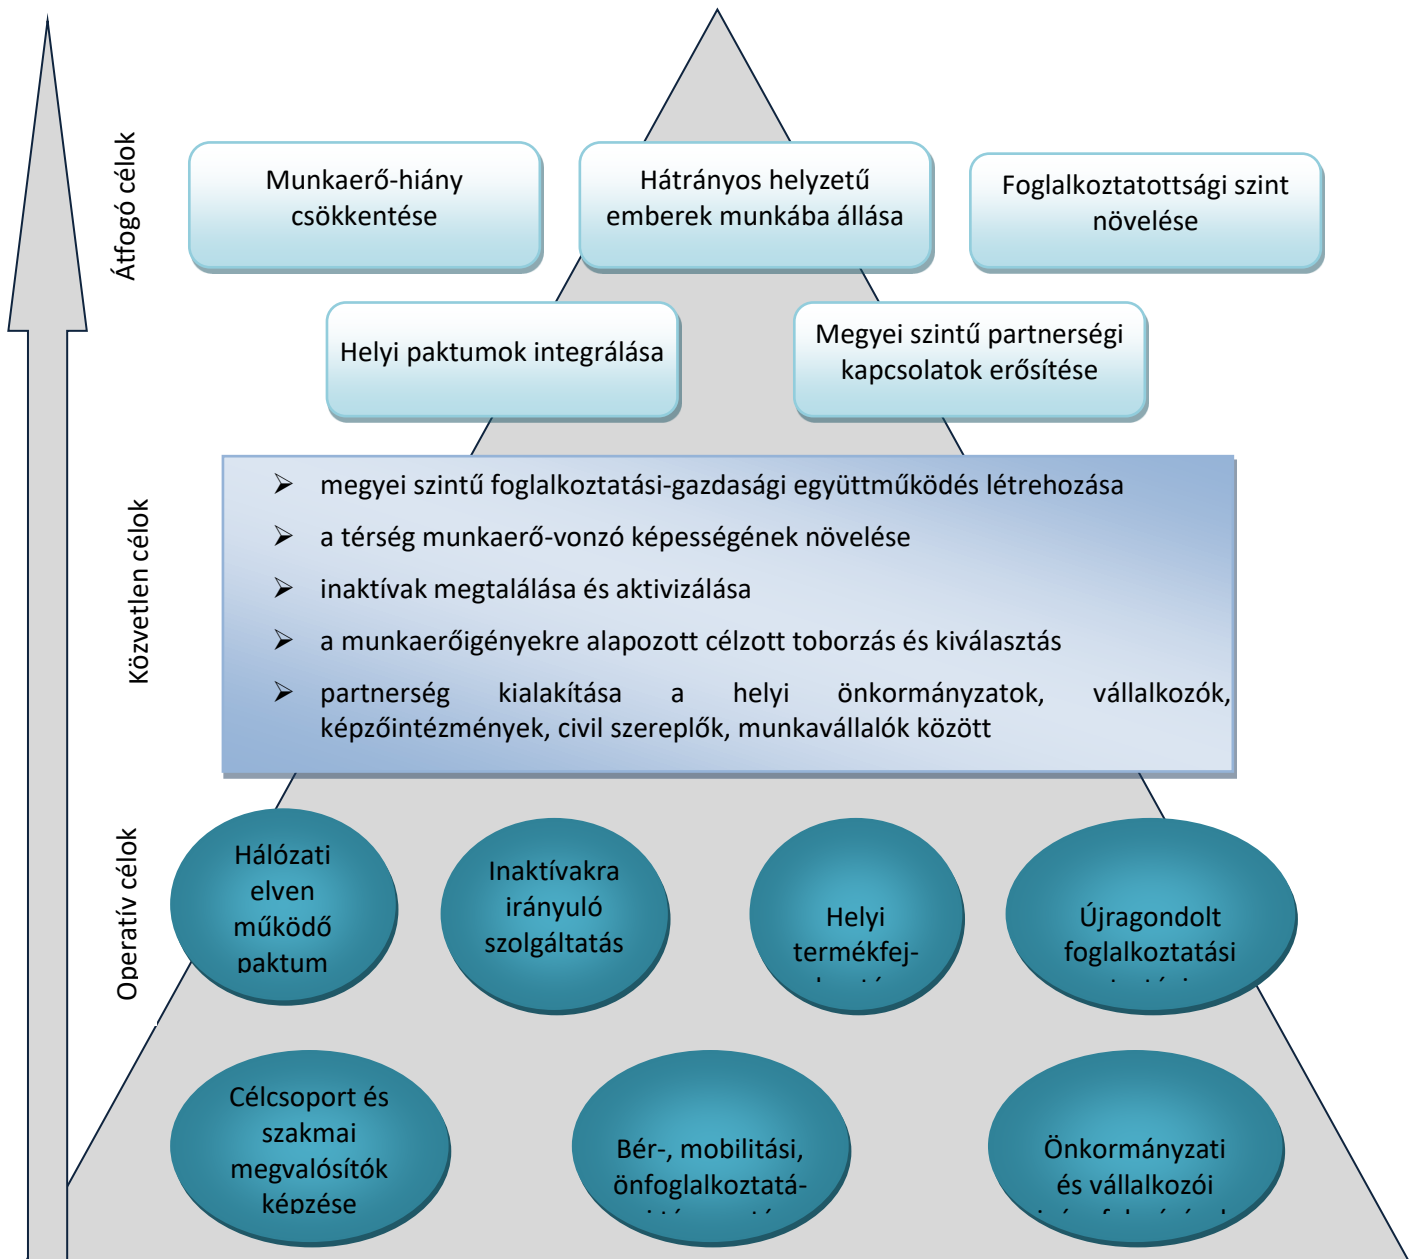 Átfogó célok
Munkaerő-hiány
csökkentése
Hátrányos helyzetű
emberek munkába állása
Foglalkoztatottsági szint
növelése
Helyi paktumok integrálása
Megyei szintű partnerségi
kapcsolatok erősítése
Közvetlen célok
➢ megyei szintű foglalkoztatási-gazdasági együttműködés létrehozása
➢ a térség munkaerő-vonzó képességének növelése
➢ inaktívak megtalálása és aktivizálása
➢ a munkaerőigényekre alapozott célzott toborzás és kiválasztás
➢ partnerség kialakítása a helyi önkormányzatok, vállalkozók,
képzőintézmények, civil szereplők, munkavállalók között
Operatív célok
Hálózati
elven
működő
paktum
Inaktívakra
irányuló
szolgáltatás
Helyi
termékfej-
Újragondolt
foglalkoztatási
Célcsoport és
szakmai
megvalósítók
képzése
Bér-, mobilitási,
önfoglalkoztatá-
Önkormányzati
és vállalkozói